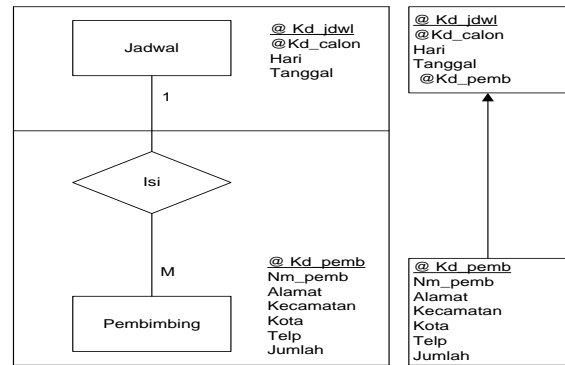 Jadwal
@ Kd_jdwl
@Kd_calon
Hari
Tanggal
1
Isi
M
Pembimbing
@ Kd_pemb
Nm_pemb
Alamat
Kecamatan
Kota
Telp
Jumlah
@ Kd_jdwl
@Kd_calon
Hari
Tanggal
@Kd_pemb
@ Kd_pemb
Nm_pemb
Alamat
Kecamatan
Kota
Telp
Jumlah